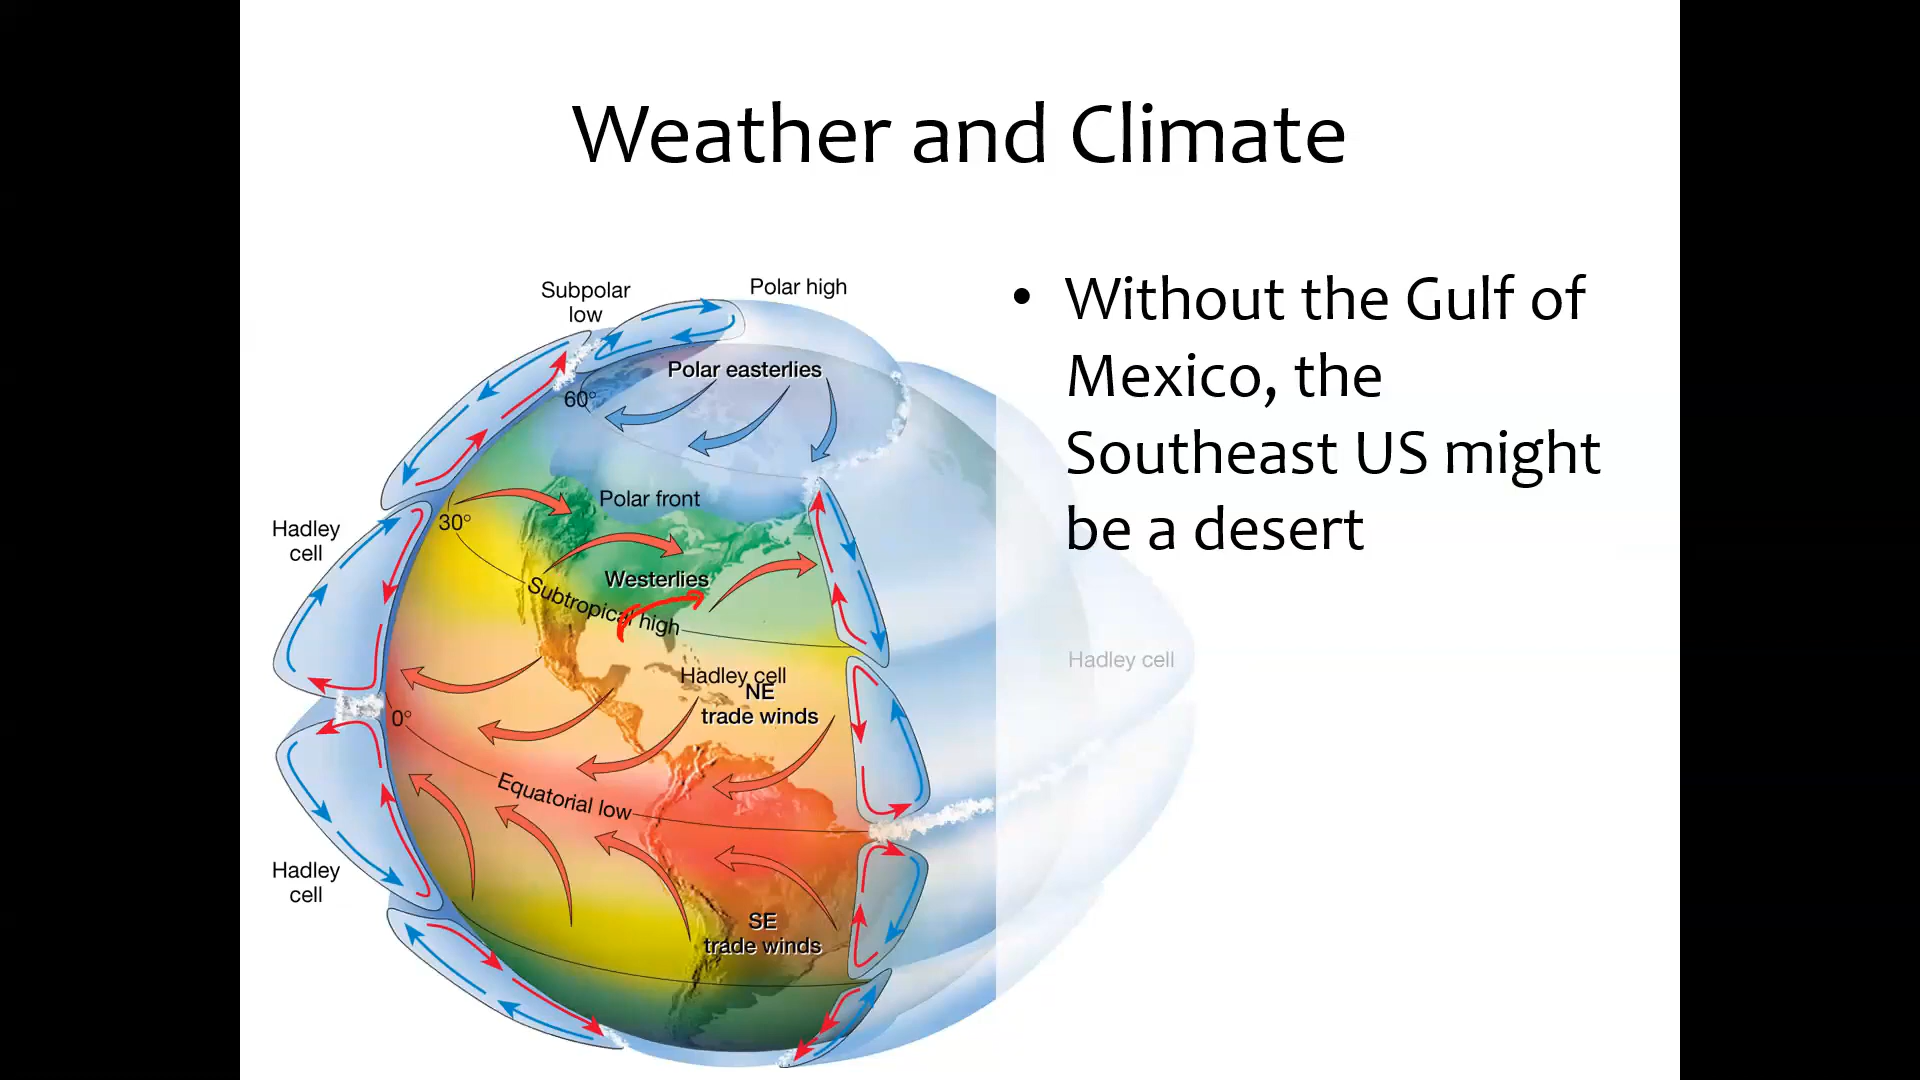 Weather and Climate
Subpolar
low
Polar high
Polar easterlies
60°
Polar front
Hadley
cell
30°
Westerlies
Subtropical high
Hadley cell
NE
trade winds
0°
Equatorial low
Hadley
cell
SE
trade winds
Hadley cell
• Without the Gulf of
Mexico, the
Southeast US might
be a desert